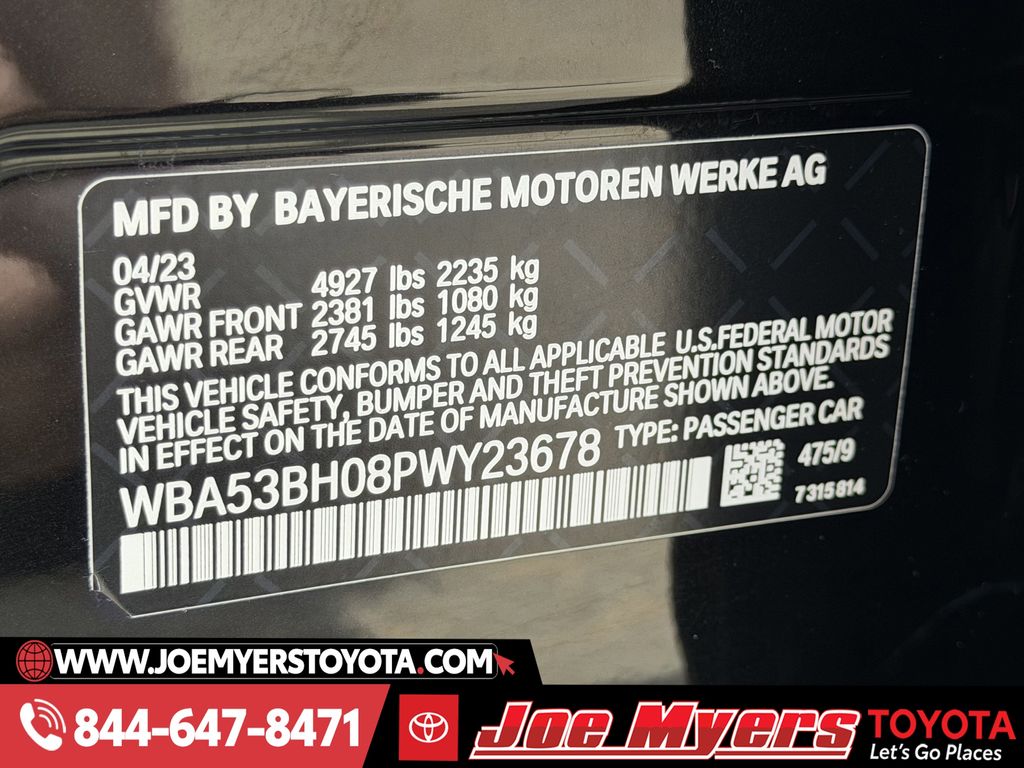 MFD BY BAYERISCHE MOTOREN WERKE AG
04/23
GVWR 4927 lbs 2235 kg
GAWR FRONT 2381 lbs 1080 kg
GAWR REAR 2745 lbs 1245 kg
THIS VEHICLE CONFORMS TO ALL APPLICABLE U.S.FEDERAL MOTOR
VEHICLE SAFETY, BUMPER AND THEFT PREVENTION STANDARDS
IN EFFECT ON THE DATE OF MANUFACTURE SHOWN ABOVE.
WBA53BH08PWY23678 TYPE: PASSENGER CAR
475/9
7315814
WWW.JOEMYERSTOYOTA.COM
844-647-8471
Joe Myers TOYOTA
Let's Go Places